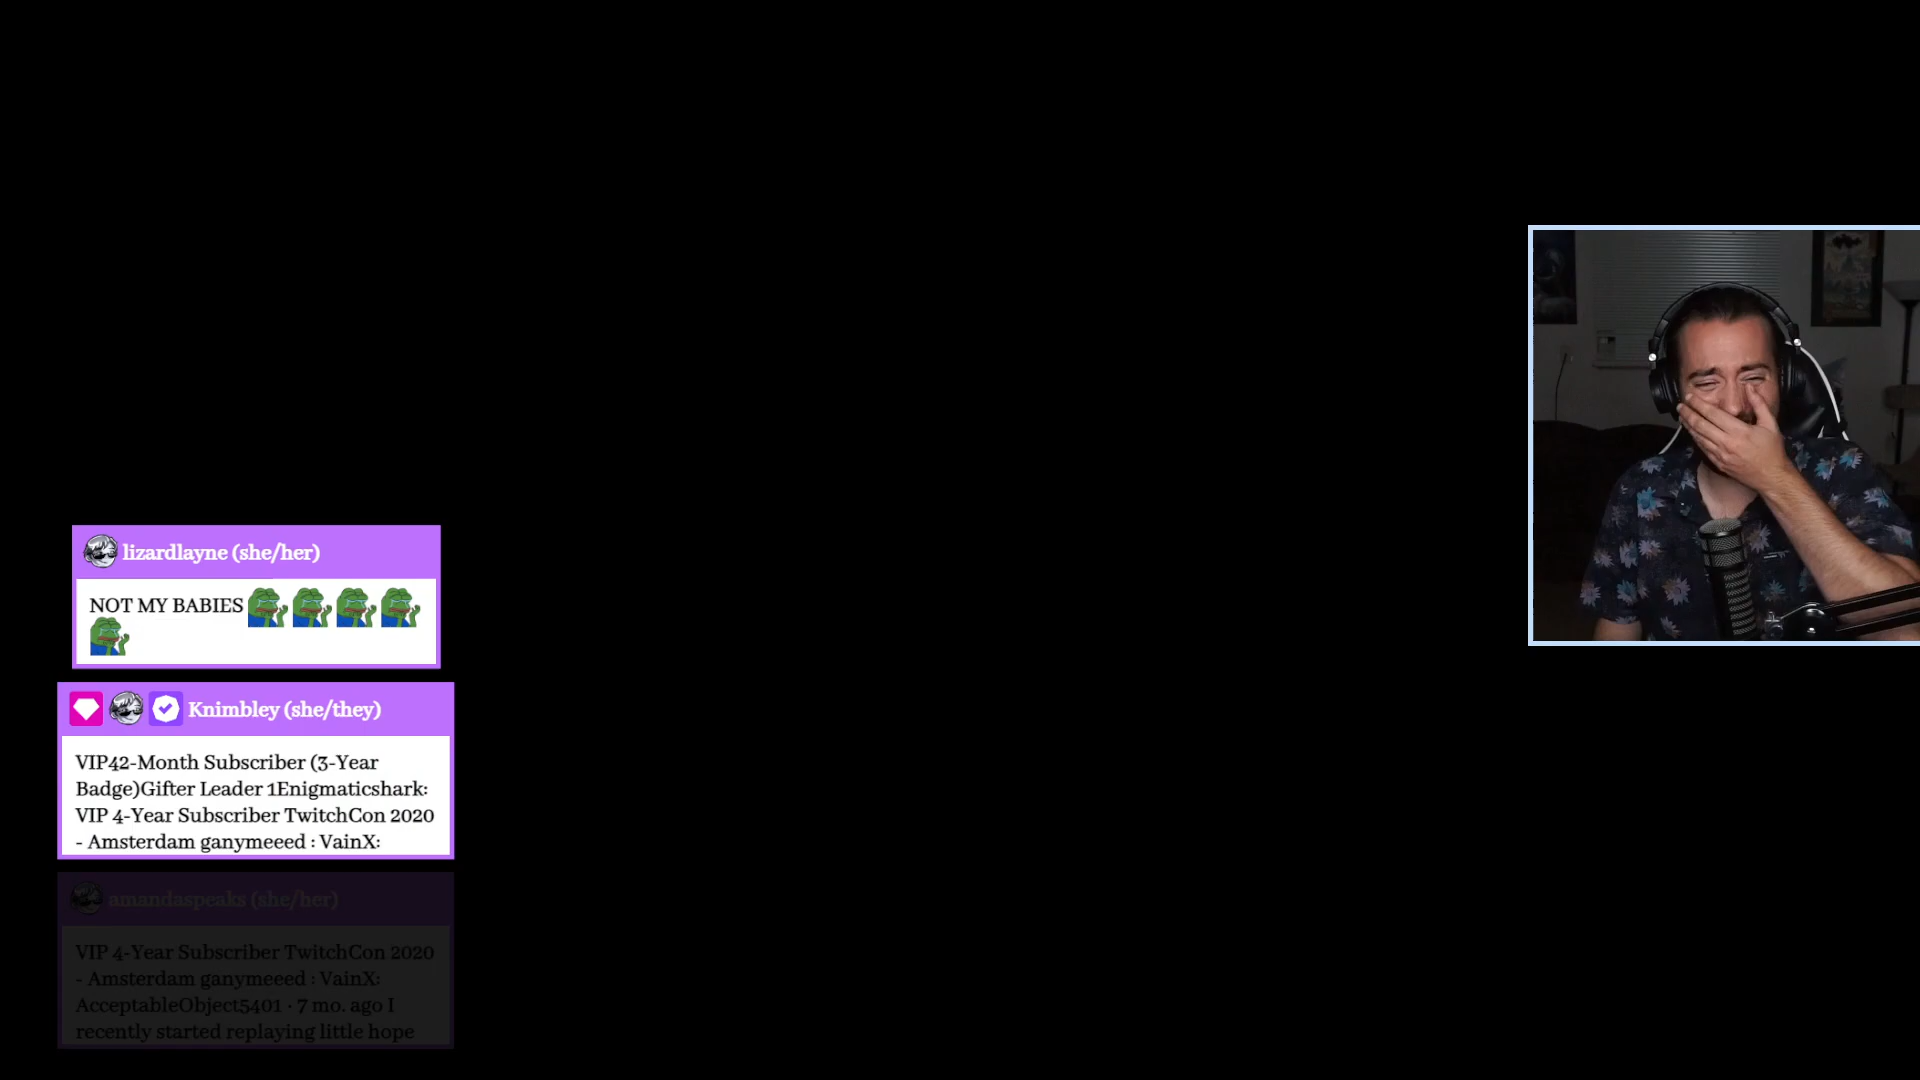 lizardlayne (she/her)
NOT MY BABIES
Knimbley (she/they)
VIP42-Month Subscriber (3-Year
Badge)Gifter Leader 1Enigmaticshark:
VIP 4-Year Subscriber TwitchCon 2020
- Amsterdam ganymeeed : VainX:
amandaspeaks (she/her)
VIP 4-Year Subscriber TwitchCon 2020
- Amsterdam ganymeeed : VainX:
AcceptableObject5401 · 7 mo. ago I
recently started replaying little hope